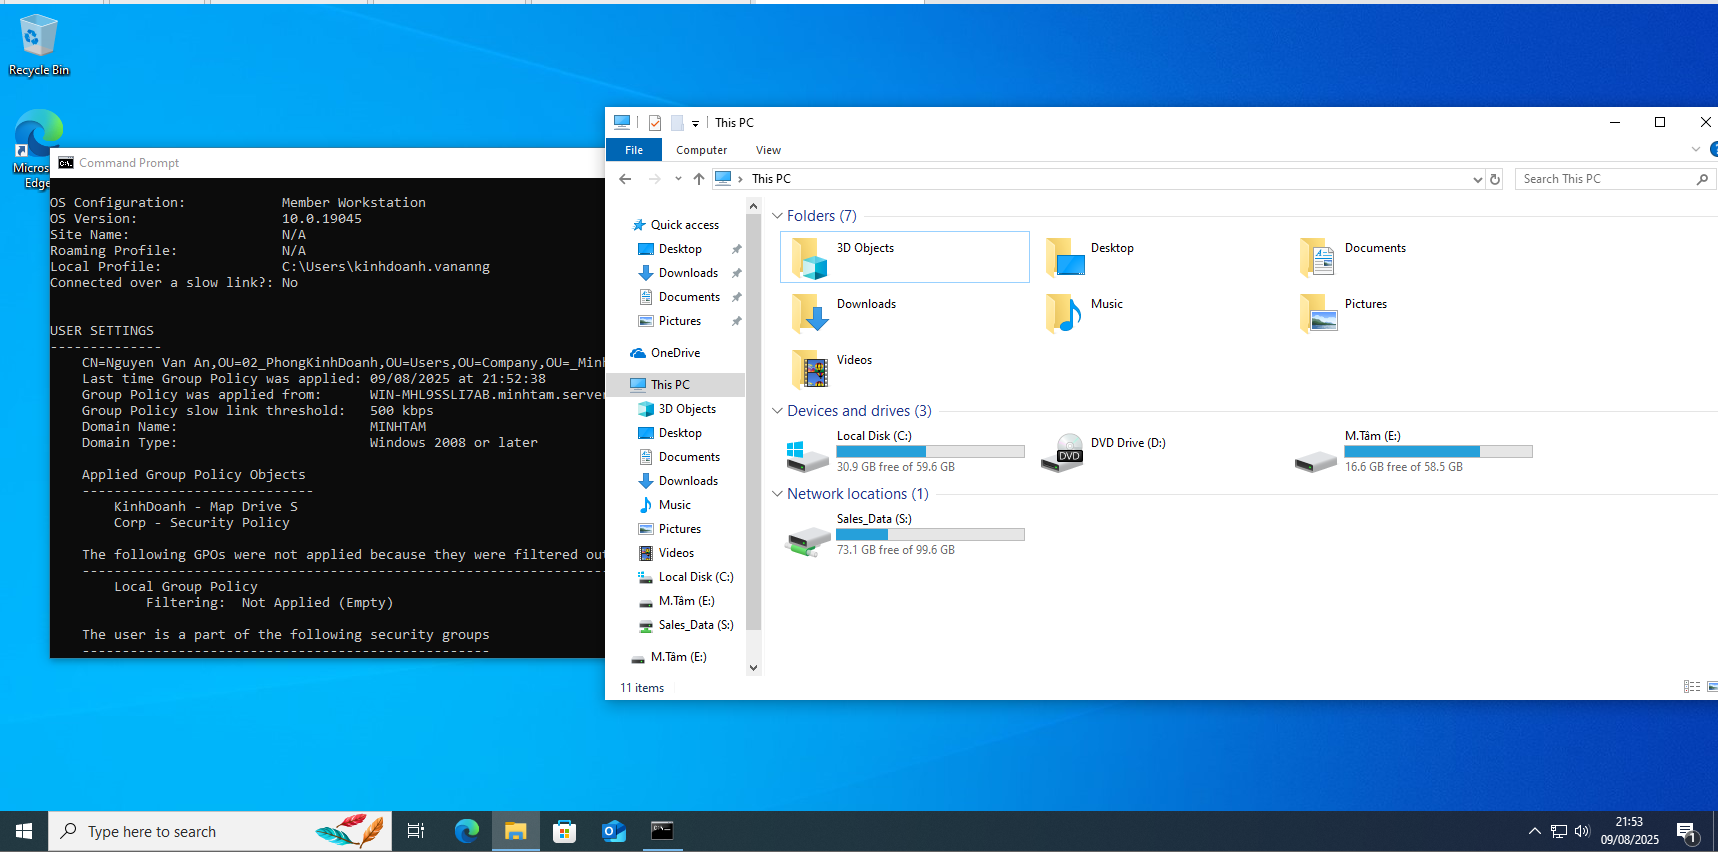 Recycle Bin
Edge
Command Prompt
OS Configuration: Member Workstation
OS Version: 10.0.19045
Site Name: N/A
Roaming Profile: N/A
Local Profile: C:\Users\kinhdoanh.vananng
Connected over a slow link?: No
USER SETTINGS
--------------
CN=Nguyen Van An,OU=02_PhongKinhDoanh,OU=Users,OU=Company,OU=_Minh
Last time Group Policy was applied: 09/08/2025 at 21:52:38
Group Policy was applied from: WIN-MHL9SSLI7AB.minhtam.server
Group Policy slow link threshold: 500 kbps
Domain Name: MINHTAM
Domain Type: Windows 2008 or later
Applied Group Policy Objects
-----------------------------
KinhDoanh - Map Drive S
Corp - Security Policy
The following GPOs were not applied because they were filtered out
------------------------------------------------------------------
Local Group Policy
Filtering: Not Applied (Empty)
The user is a part of the following security groups
---------------------------------------------------
This PC
File Computer View
This PC
Search This PC
Quick access
Desktop
Downloads
Documents
Pictures
OneDrive
This PC
3D Objects
Desktop
Documents
Downloads
Music
Pictures
Videos
Local Disk (C:)
M.Tâm (E:)
Sales_Data (S:)
M.Tâm (E:)
Folders (7)
3D Objects
Desktop
Documents
Downloads
Music
Pictures
Videos
Devices and drives (3)
Local Disk (C:)
30.9 GB free of 59.6 GB
DVD Drive (D:)
DVD
M.Tâm (E:)
16.6 GB free of 58.5 GB
Network locations (1)
Sales_Data (S:)
73.1 GB free of 99.6 GB
11 items
Type here to search
21:53
09/08/2025
1